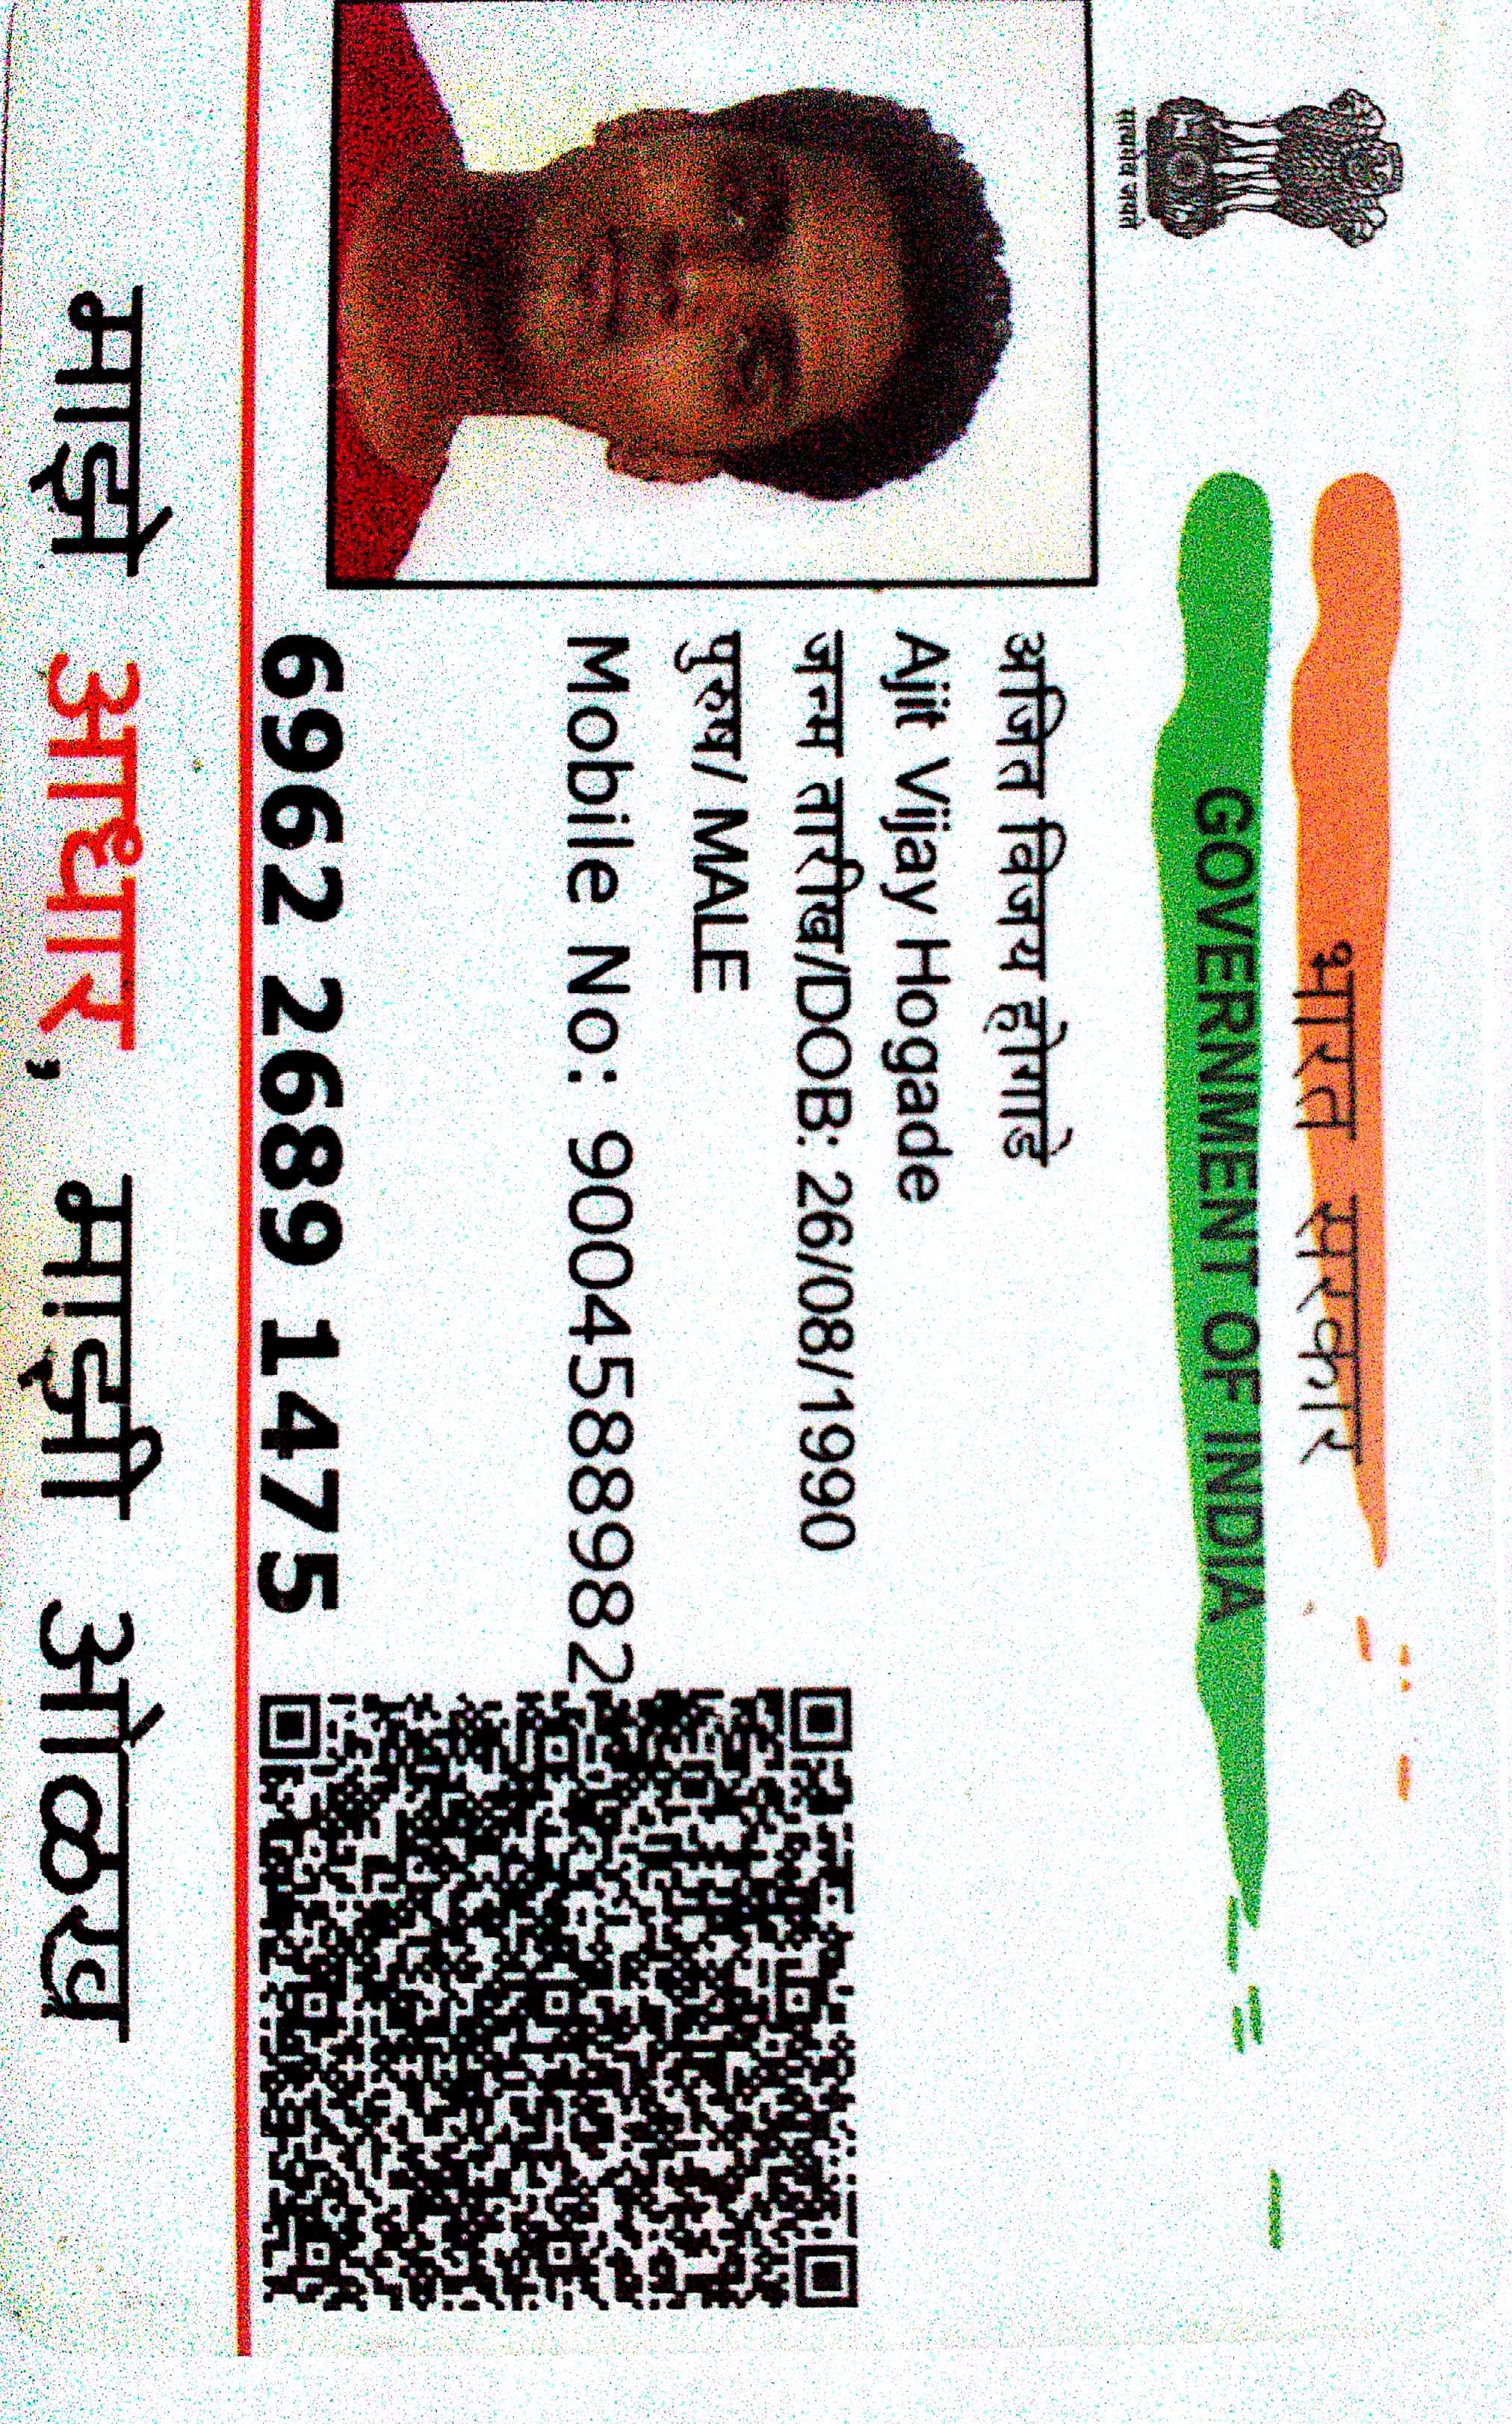 भारत सरकार
GOVERNMENT OF INDIA
सत्यमेव जयते
अजित विजय होगाडे
Ajit Vijay Hogade
जन्म तारीख/DOB: 26/08/1990
पुरुष/ MALE
Mobile No: 9004588982
6962 2689 1475
माझे आधार, माझी ओळख